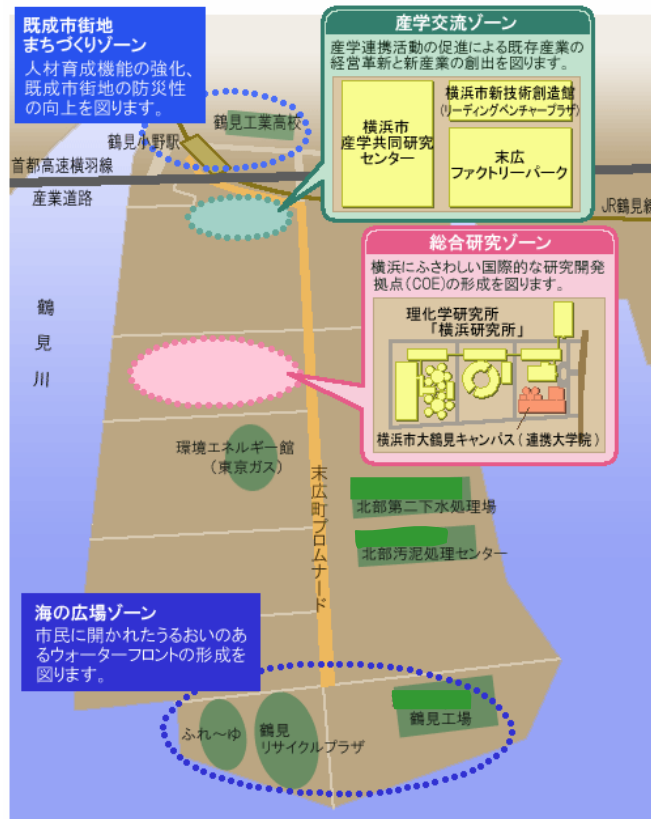 既成市街地
まちづくりゾーン
人材育成機能の強化、
既成市街地の防災性
の向上を図ります。
産学交流ゾーン
産学連携活動の促進による既存産業の
経営革新と新産業の創出を図ります。
横浜市
産学共同研究
センター
横浜市新技術創造館
(リーディングベンチャープラザ)
末広
ファクトリーパーク
鶴見工業高校
鶴見小野駅
首都高速横羽線
産業道路
JR鶴見線
総合研究ゾーン
横浜にふさわしい国際的な研究開発
拠点(COE)の形成を図ります。
理化学研究所
「横浜研究所」
横浜市大鶴見キャンパス(連携大学院)
鶴見川
環境エネルギー館
(東京ガス)
末広町プロムナード
北部第二下水処理場
北部汚泥処理センター
海の広場ゾーン
市民に開かれたうるおいのあ
るウォーターフロントの形成を
図ります。
ふれ〜ゆ
鶴見
リサイクルプラザ
鶴見工場